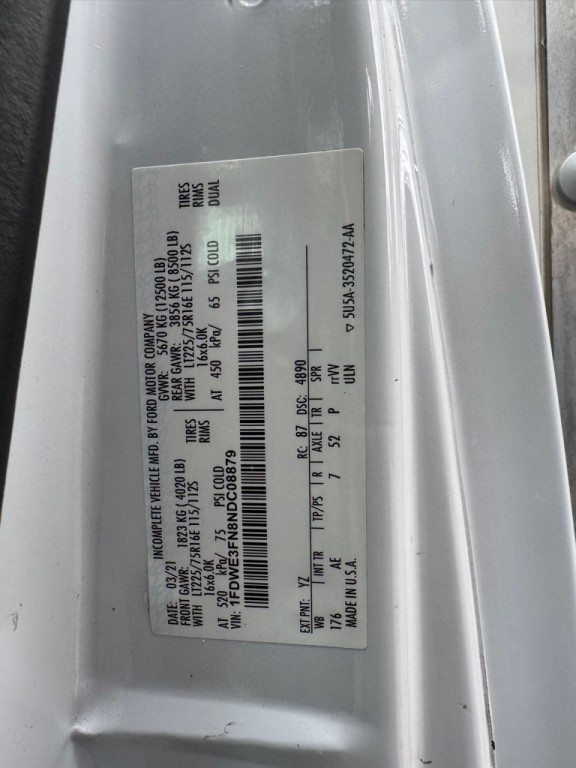 INCOMPLETE VEHICLE MFD. BY FORD MOTOR COMPANY
DATE: 03/21 GVWR: 5670 KG (12500 LB)
FRONT GAWR: 1823 KG (4020 LB) REAR GAWR: 3856 KG (8500 LB)
WITH LT225/75R16E 115/112S TIRES WITH LT225/75R16E 115/112S TIRES
16x6.0K RIMS 16x6.0K RIMS
AT 520 kPa/ 75 PSI COLD AT 450 kPa/ 65 PSI COLD DUAL
VIN: 1FDWE3FN8NDC08879
EXT PNT: YZ RC: 87 DSC: 4890
WB | INT TR | TP/PS | R | AXLE | TR | SPR |
176 AE 7 52 P rrVV
MADE IN U.S.A. ULN
▽ 5U5A-3520472-AA